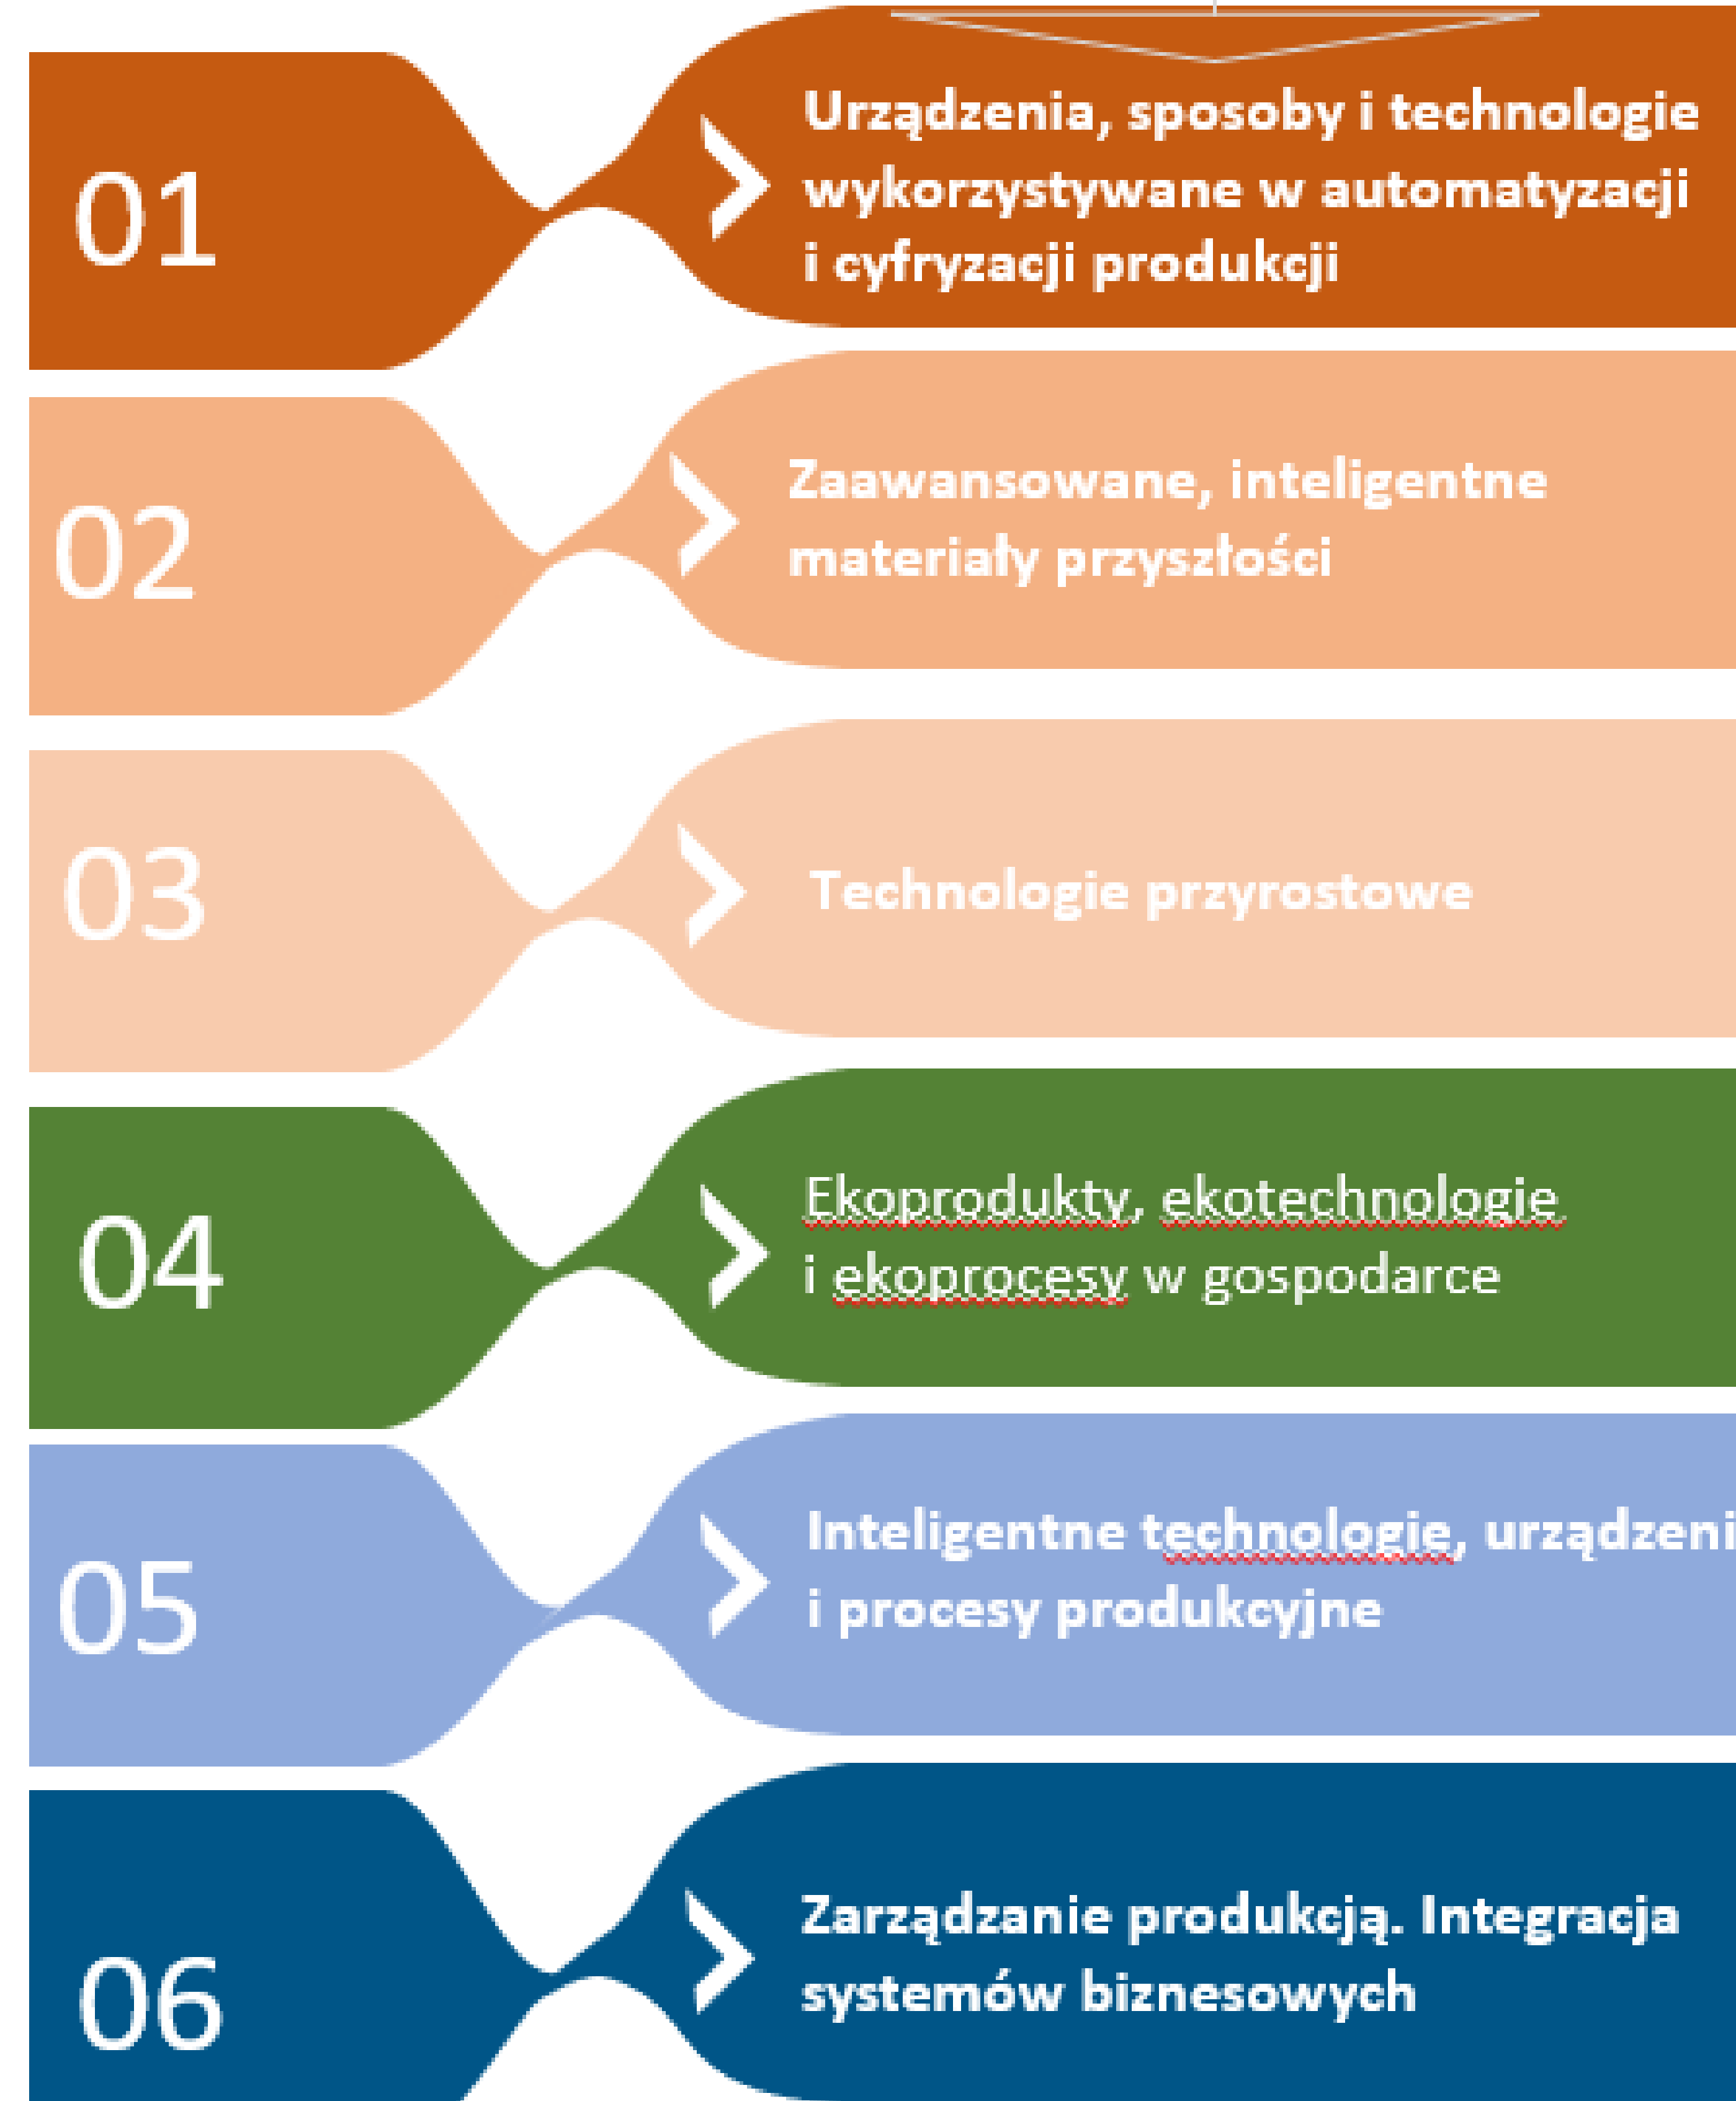 01
Urządzenia, sposoby i technologie
wykorzystywane w automatyzacji
i cyfryzacji produkcji
02
Zaawansowane, inteligentne
materiały przyszłości
03
Technologie przyrostowe
04
Ekoprodukty, ekotechnologie
i ekoprocesy w gospodarce
05
Inteligentne technologie, urządzeni
i procesy produkcyjne
06
Zarządzanie produkcją. Integracja
systemów biznesowych